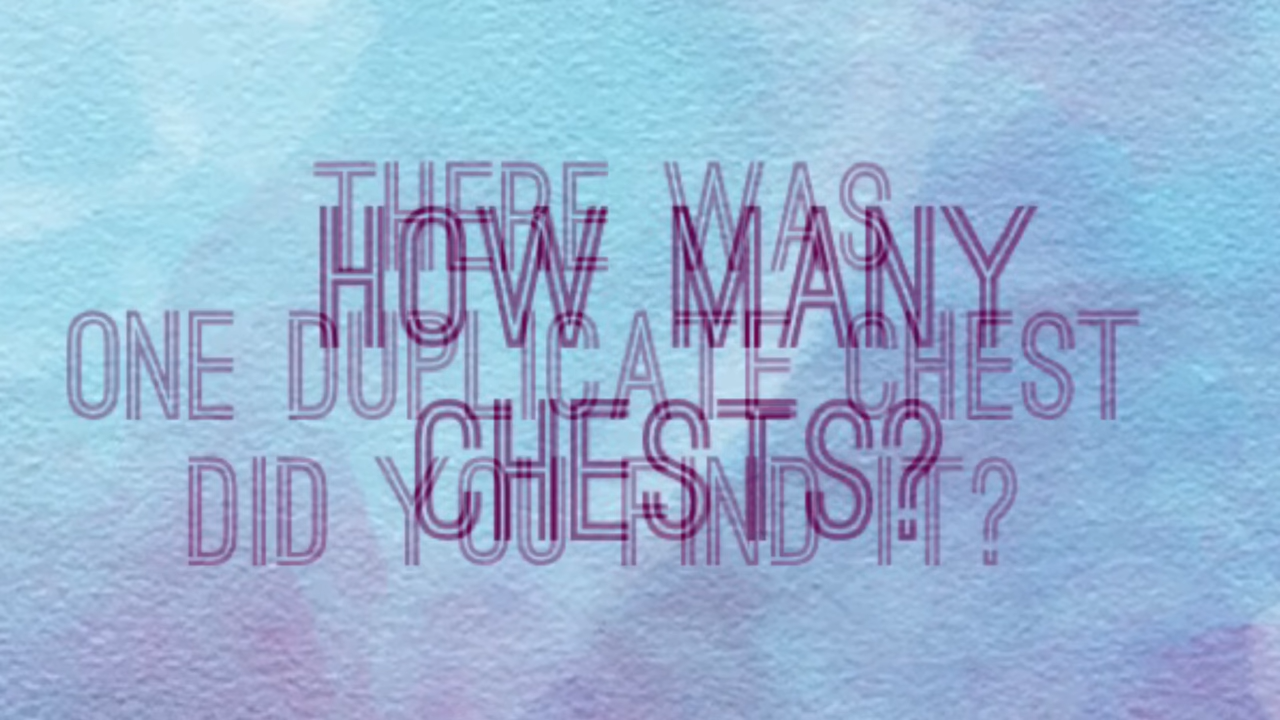 THERE WAS
HOW MANY
ONE DUPLICATE CHEST
CHESTS?
DID YOU FIND IT?